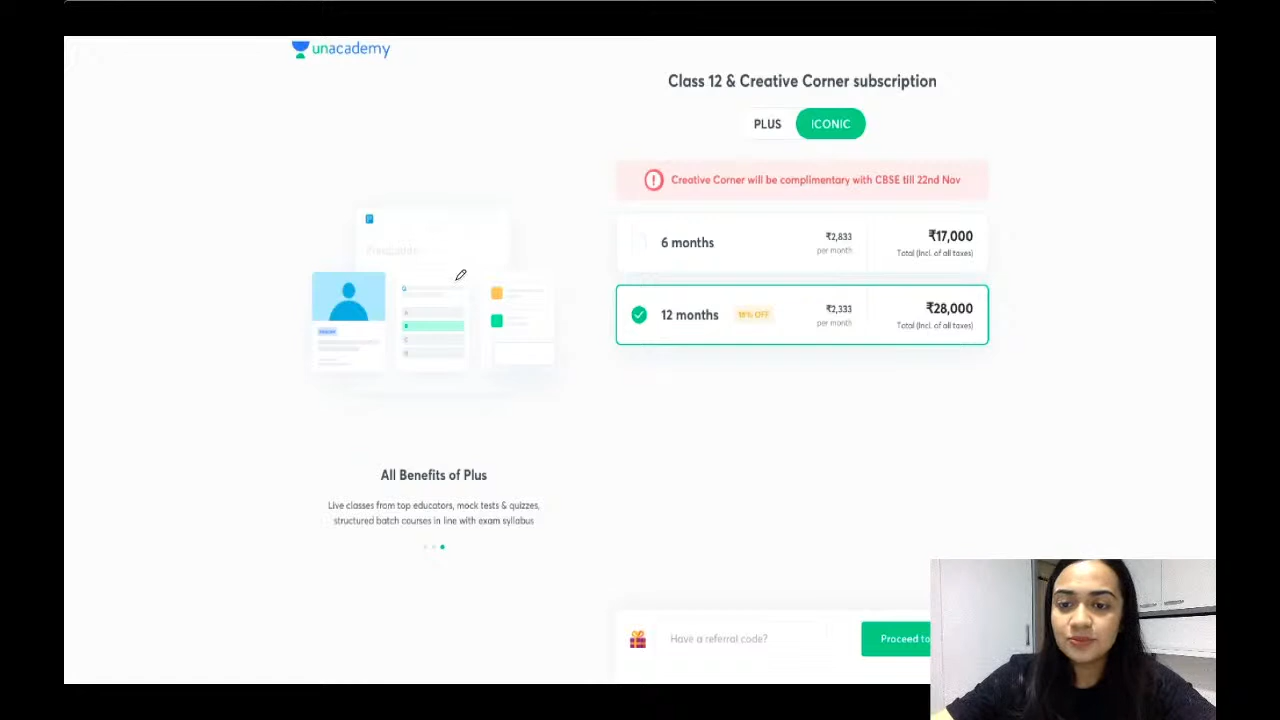 unacademy
Class 12 & Creative Corner subscription
PLUS
ICONIC
Creative Corner will be complimentary with CBSE till 22nd Nov
6 months
₹2,833
per month
₹17,000
Total (Incl. of all taxes)
12 months
₹2,333
per month
₹28,000
Total (Incl. of all taxes)
All Benefits of Plus
Live classes from top educators, mock tests & quizzes,
structured batch courses in line with exam syllabus
Have a referral code?
Proceed to